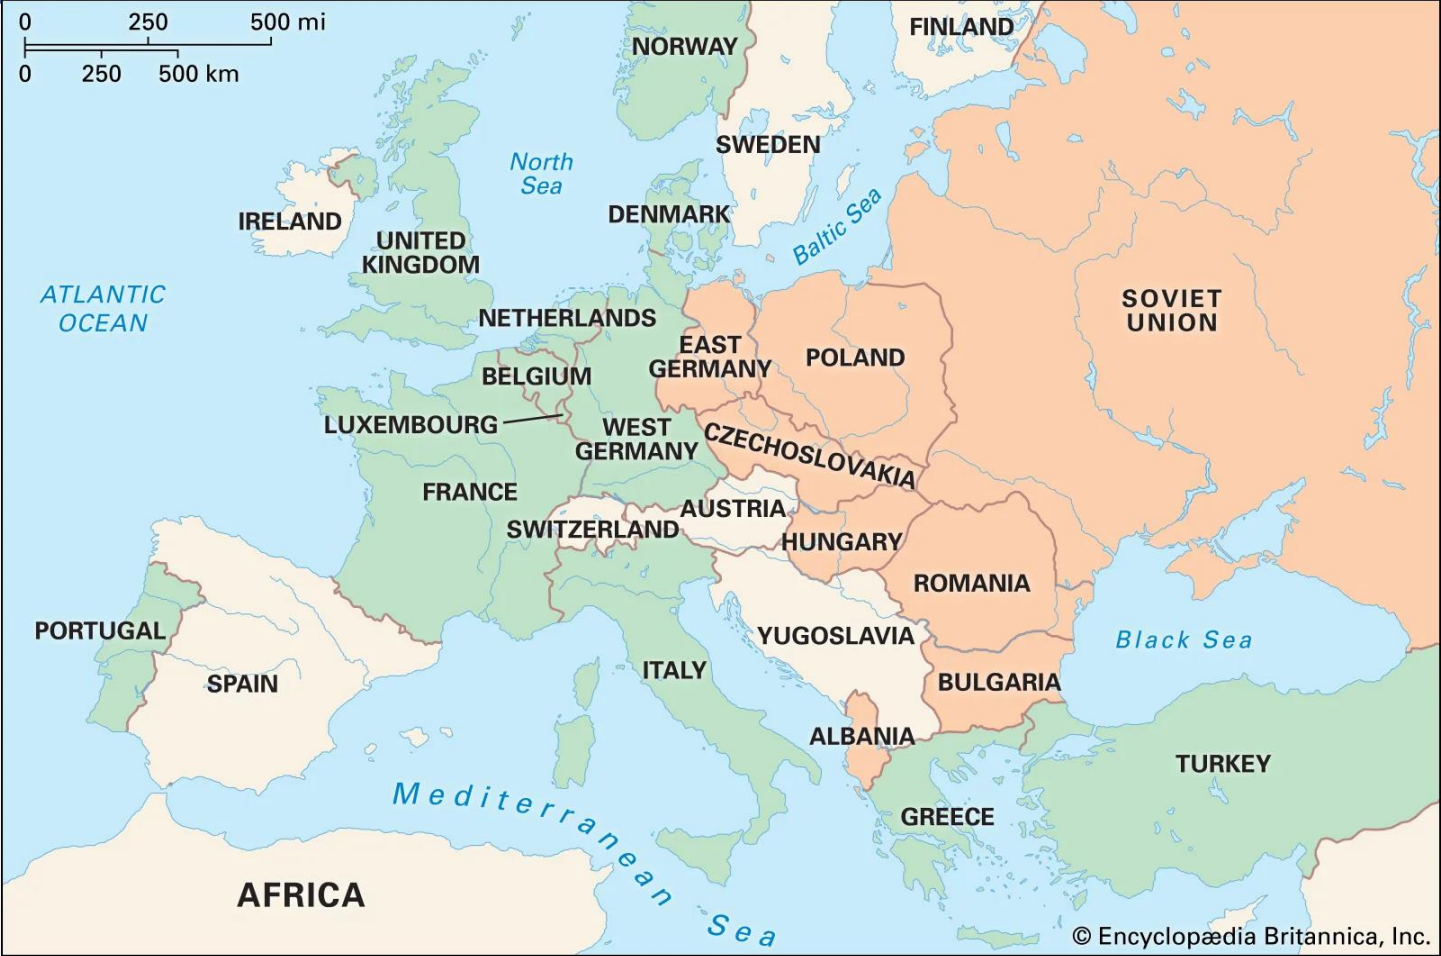 0 250 500 mi
0 250 500 km
NORWAY
FINLAND
SWEDEN
North
Sea
IRELAND
DENMARK
Baltic Sea
UNITED
KINGDOM
ATLANTIC
OCEAN
SOVIET
UNION
NETHERLANDS
EAST
GERMANY
POLAND
BELGIUM
LUXEMBOURG
WEST
GERMANY
CZECHOSLOVAKIA
FRANCE
AUSTRIA
SWITZERLAND
HUNGARY
ROMANIA
PORTUGAL
YUGOSLAVIA
Black Sea
ITALY
SPAIN
BULGARIA
ALBANIA
TURKEY
Mediterranean Sea
GREECE
AFRICA
© Encyclopædia Britannica, Inc.